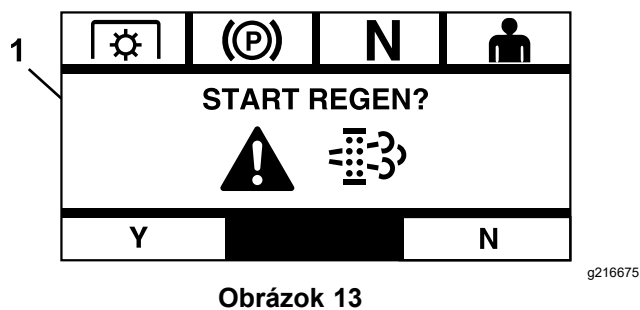 1
(P) N
START REGEN?
Y N
g216675
Obrázok 13